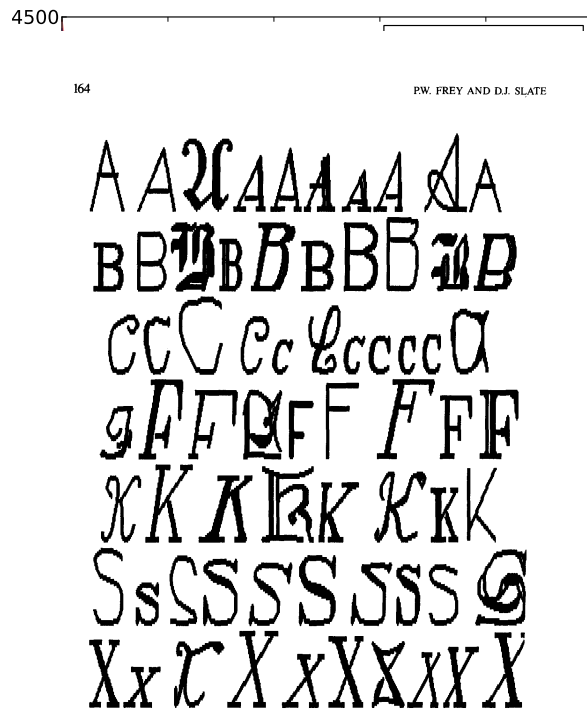 4500
164 P.W. FREY AND D.J. SLATE
A A A A A A A A A A
B B B B B B B B B B
C C C C C C C C C C C
F F F F F F F F F
K K K K K K K K
S S S S S S S S S S
X X X X X X X X X X